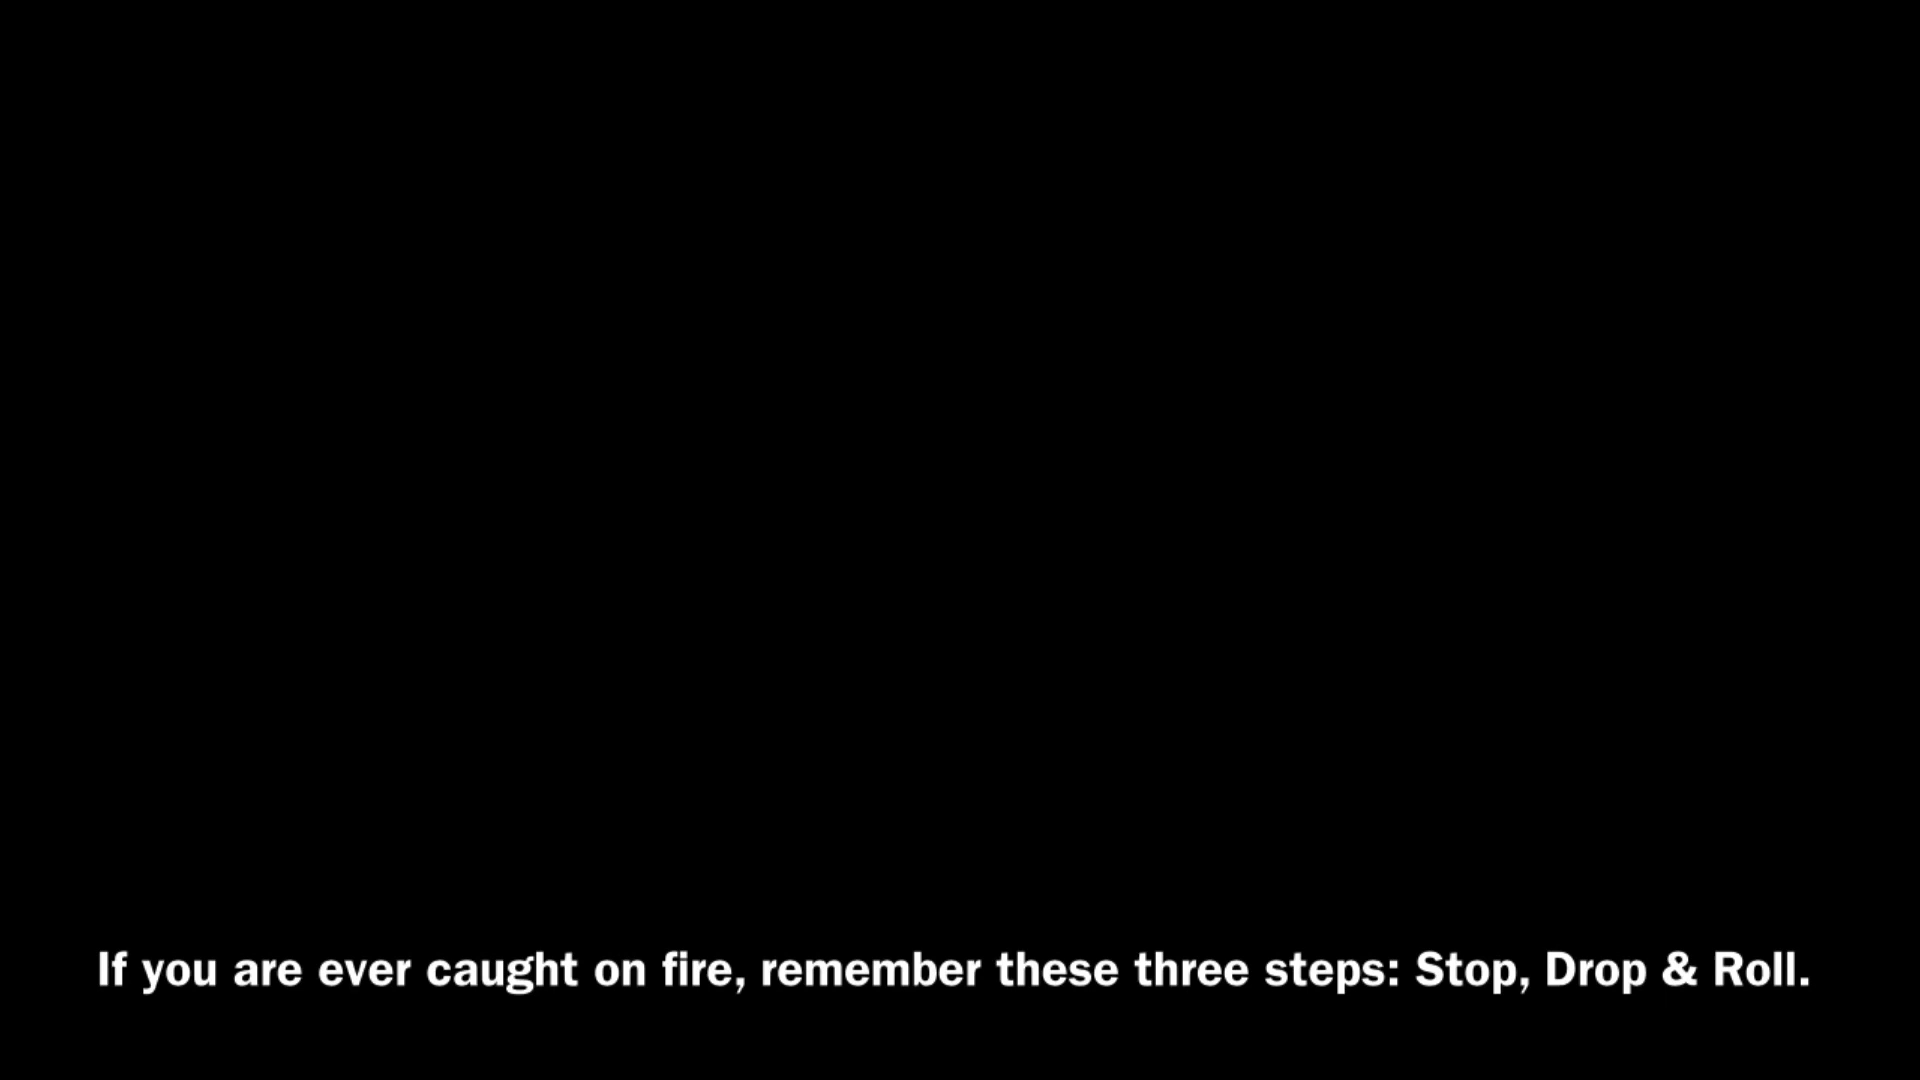 If you are ever caught on fire, remember these three steps: Stop, Drop & Roll.